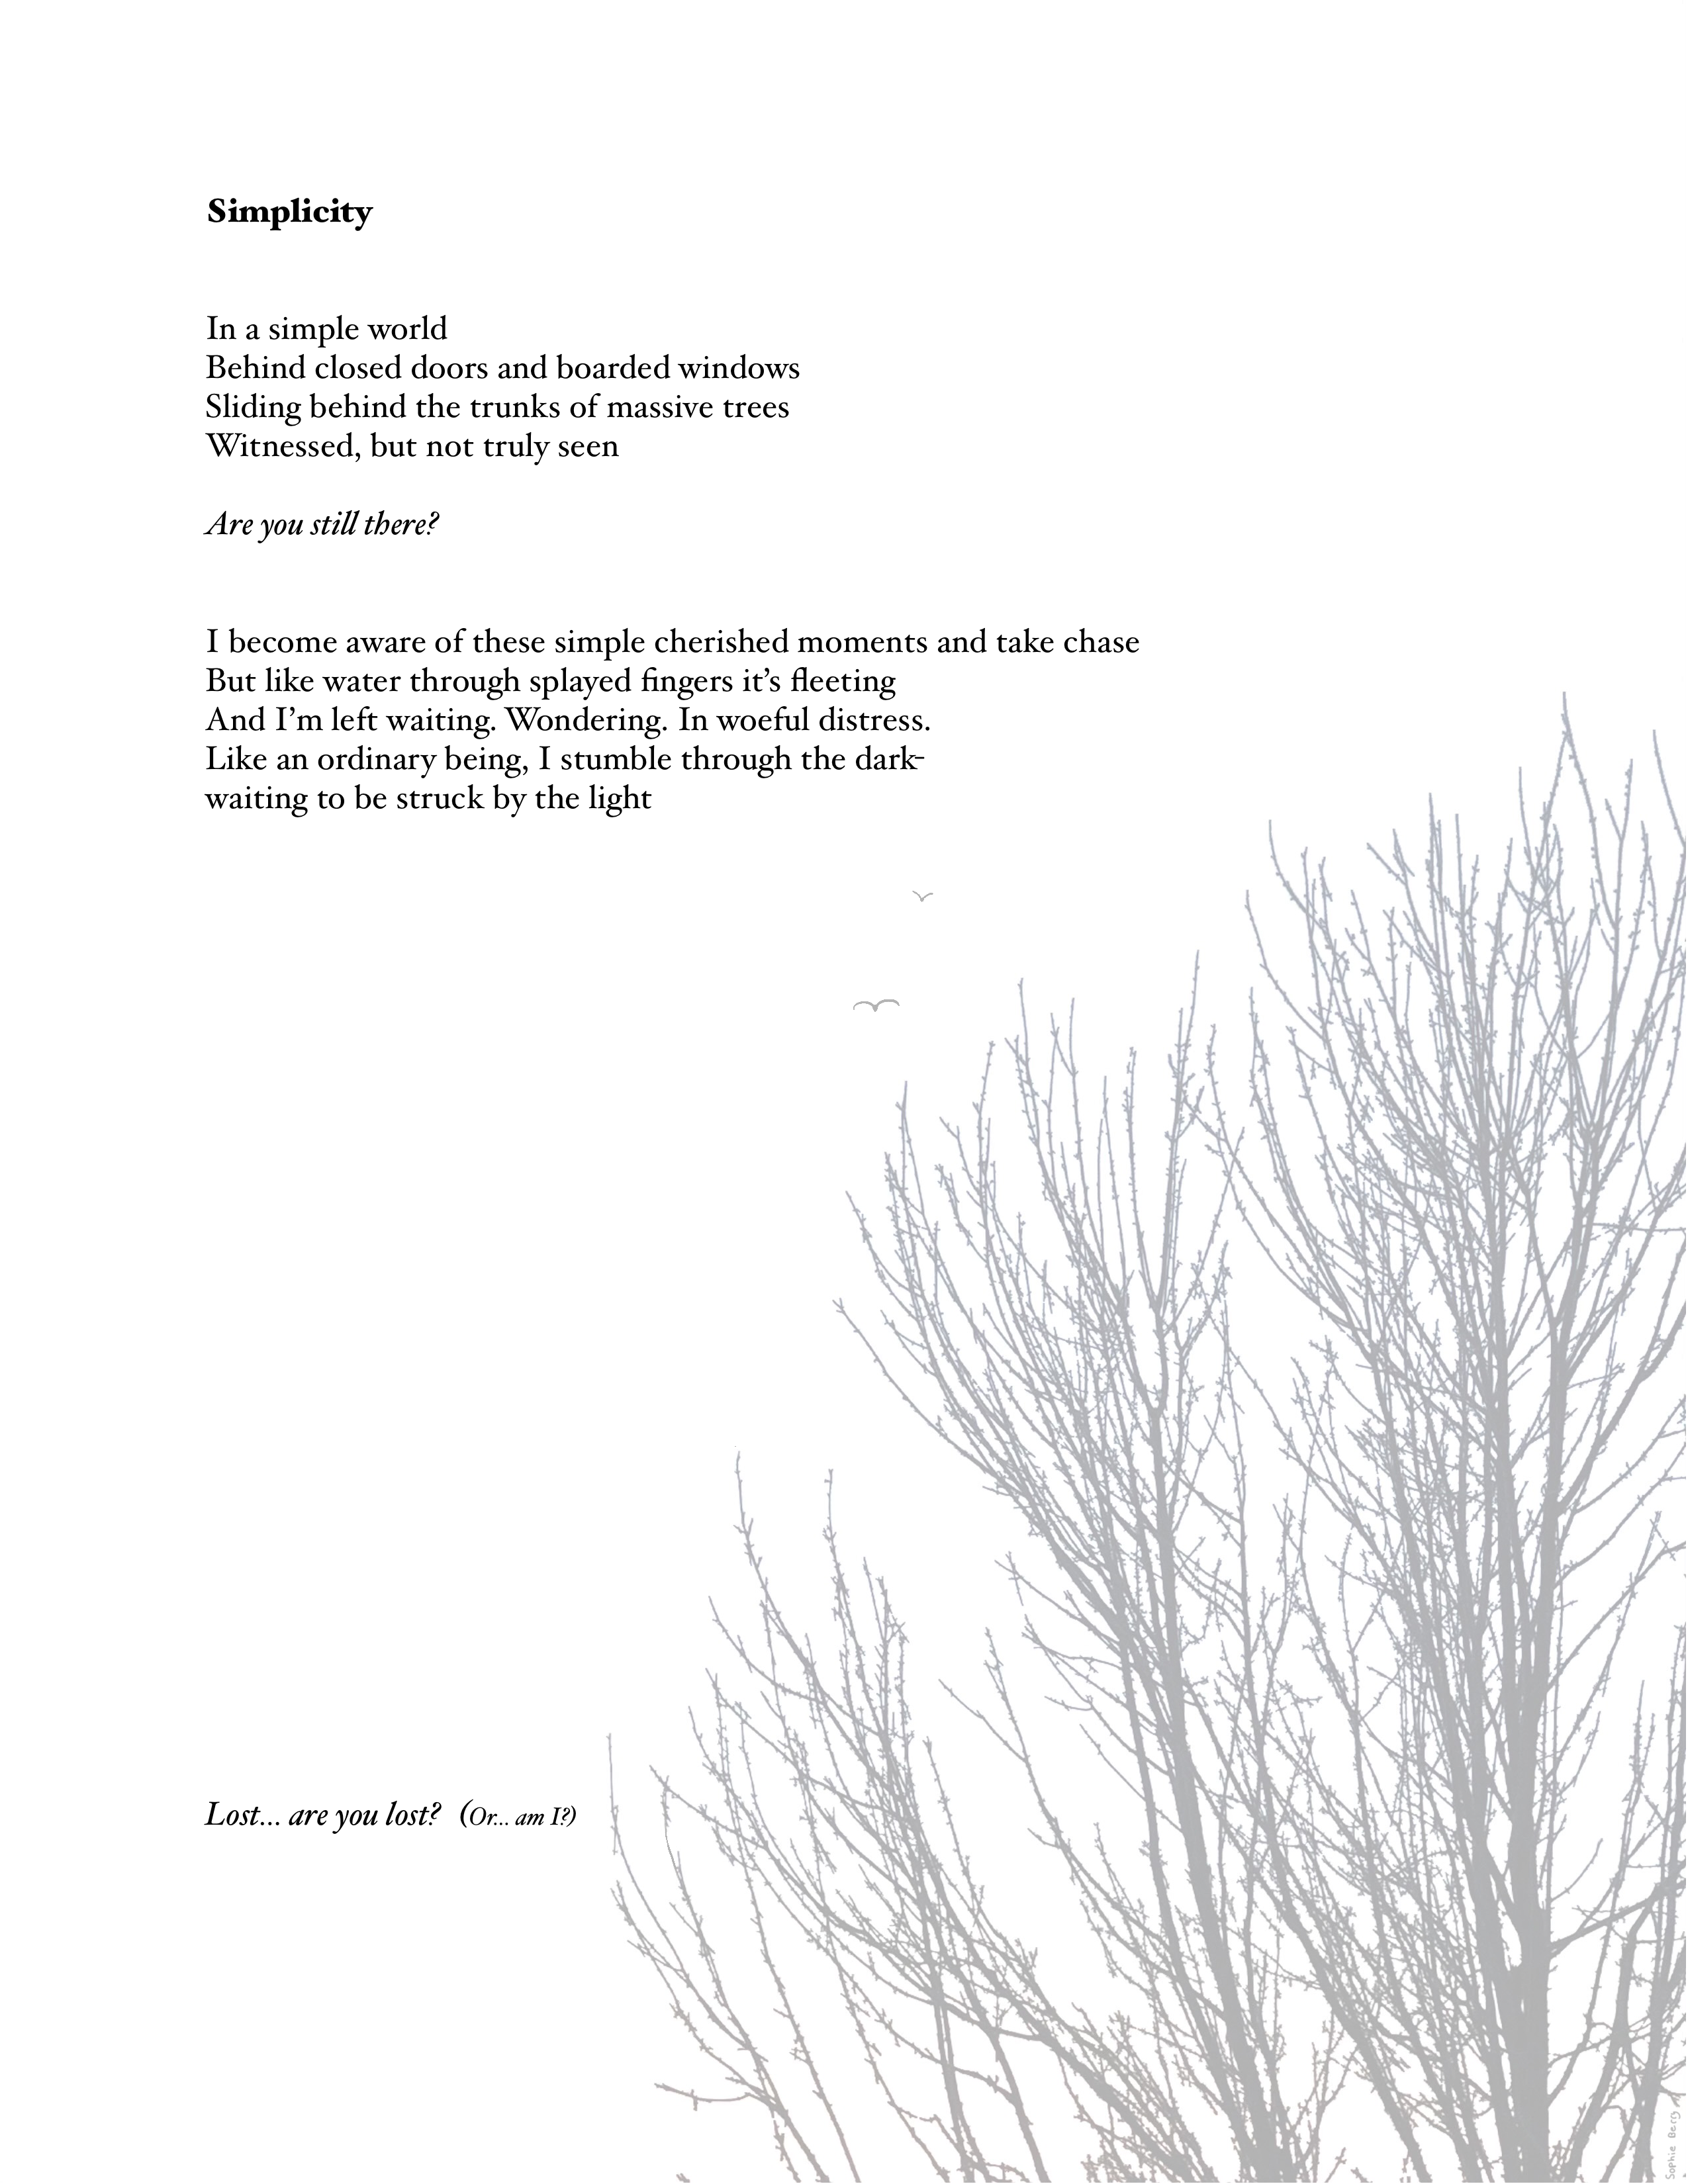 Simplicity
In a simple world
Behind closed doors and boarded windows
Sliding behind the trunks of massive trees
Witnessed, but not truly seen
Are you still there?
I become aware of these simple cherished moments and take chase
But like water through splayed fingers it’s fleeting
And I’m left waiting. Wondering. In woeful distress.
Like an ordinary being, I stumble through the dark-
waiting to be struck by the light
Lost... are you lost? (Or... am I?)
Sophie Berg